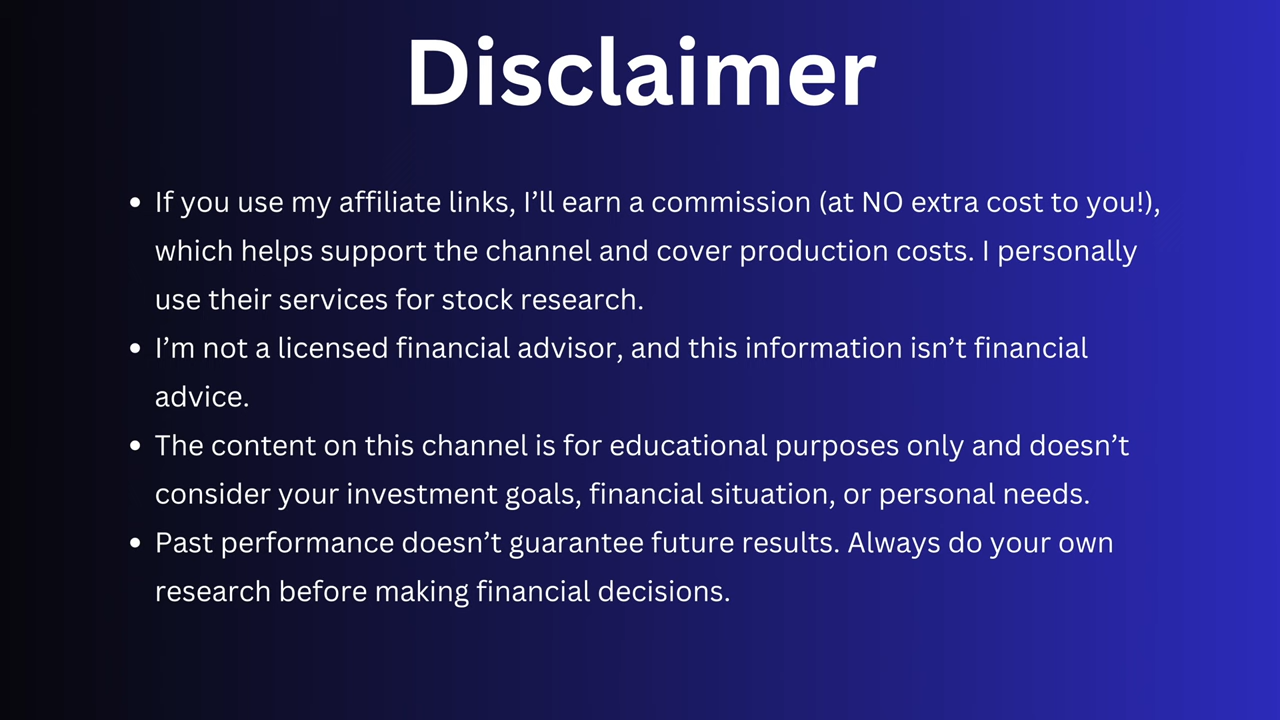 Disclaimer
• If you use my affiliate links, I’ll earn a commission (at NO extra cost to you!),
which helps support the channel and cover production costs. I personally
use their services for stock research.
• I’m not a licensed financial advisor, and this information isn’t financial
advice.
• The content on this channel is for educational purposes only and doesn’t
consider your investment goals, financial situation, or personal needs.
• Past performance doesn’t guarantee future results. Always do your own
research before making financial decisions.